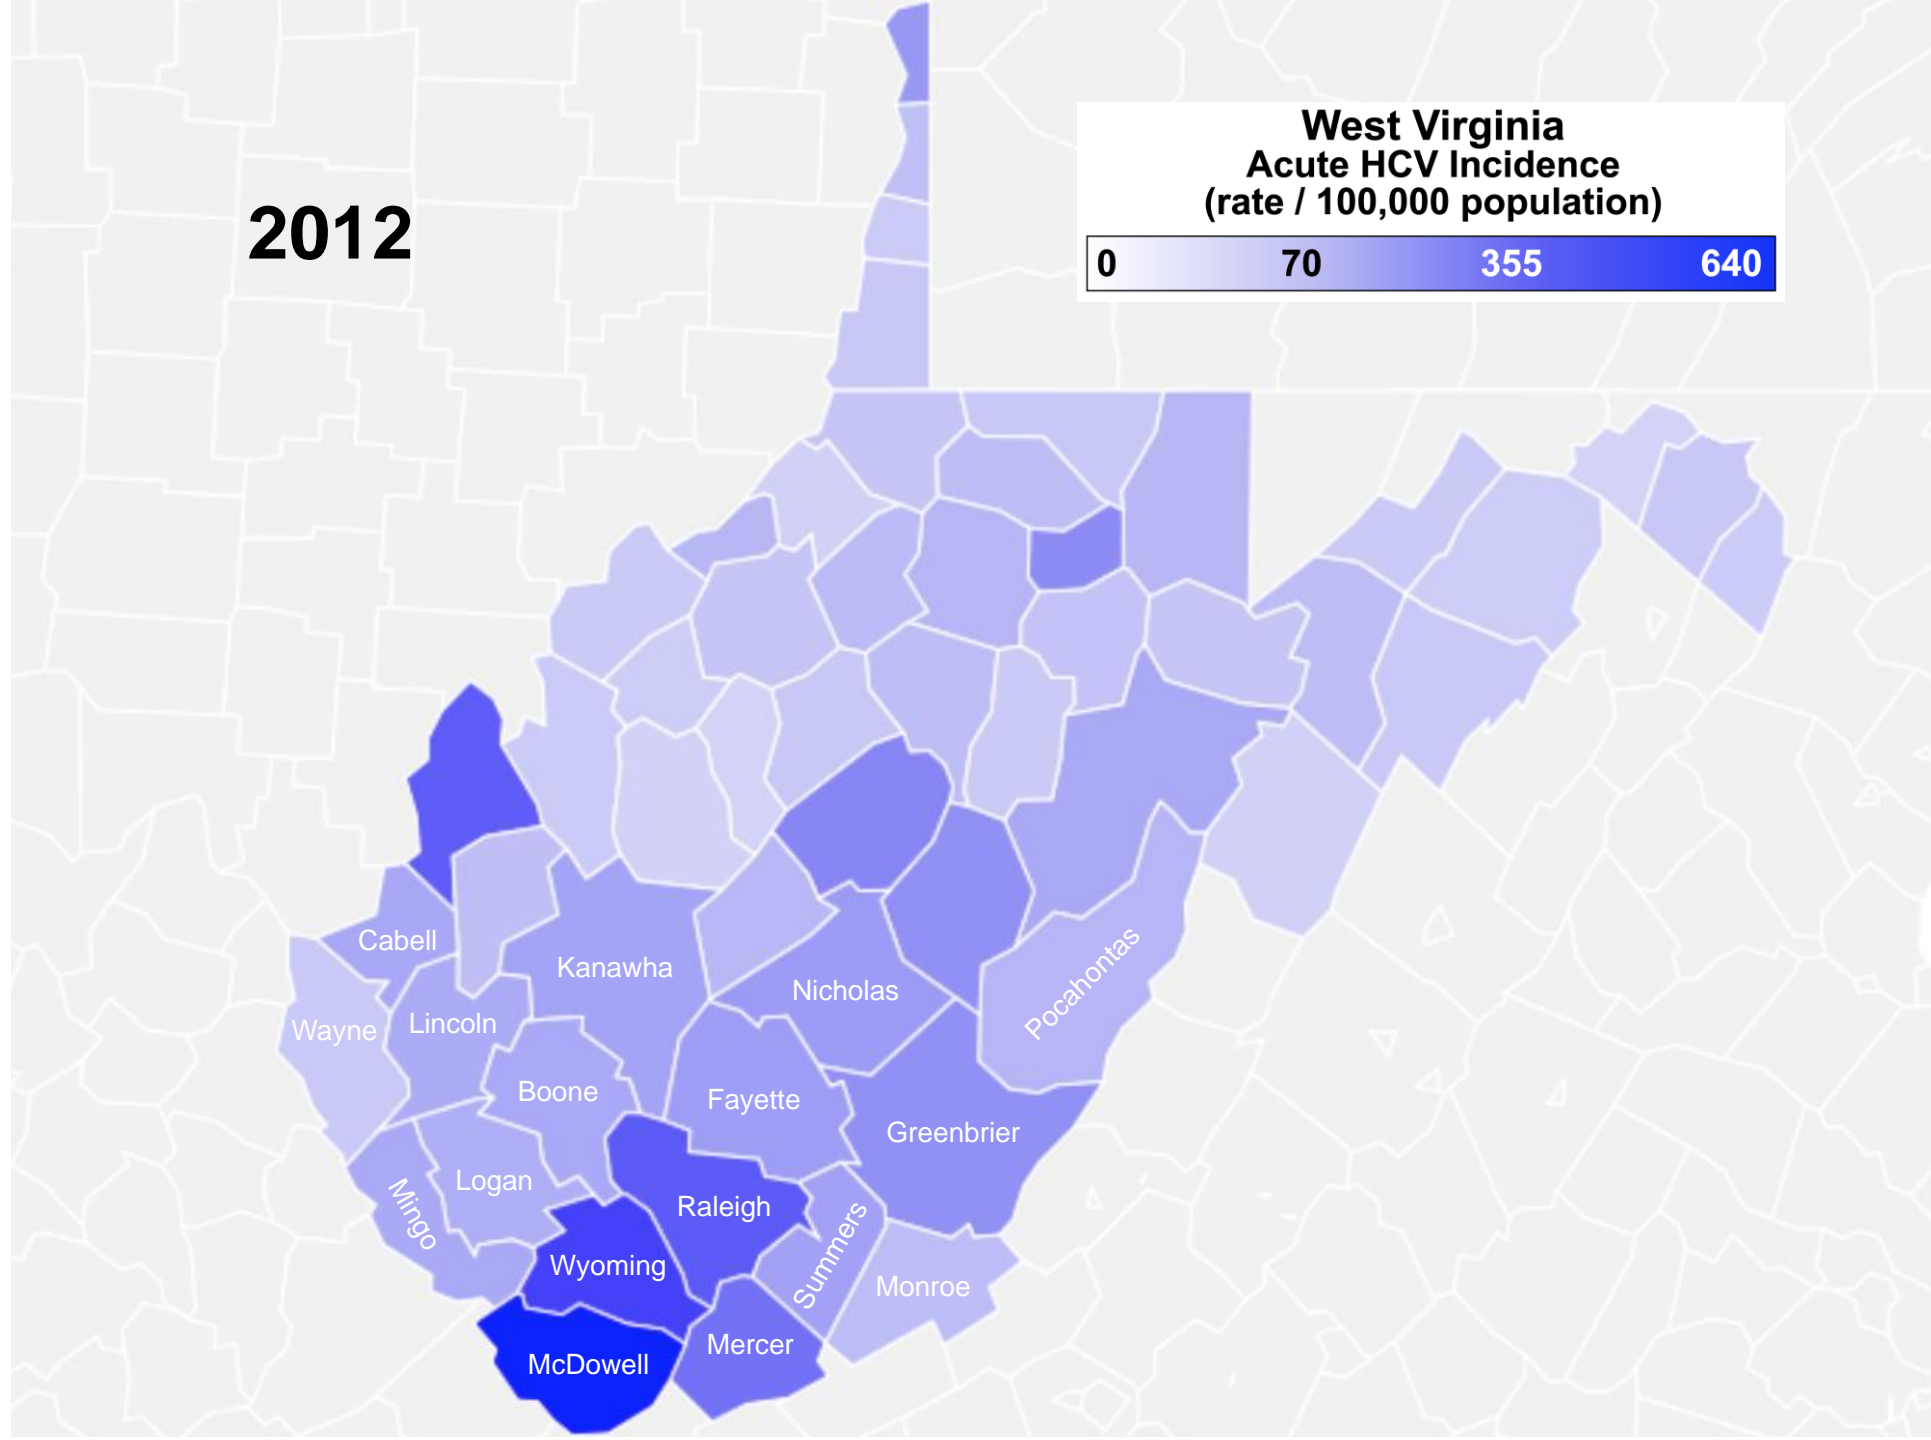 West Virginia
Acute HCV Incidence
(rate / 100,000 population)
2012
0 70 355 640
Cabell
Kanawha
Nicholas
Pocahontas
Wayne
Lincoln
Boone
Fayette
Greenbrier
Mingo
Logan
Raleigh
Summers
Wyoming
Monroe
McDowell
Mercer